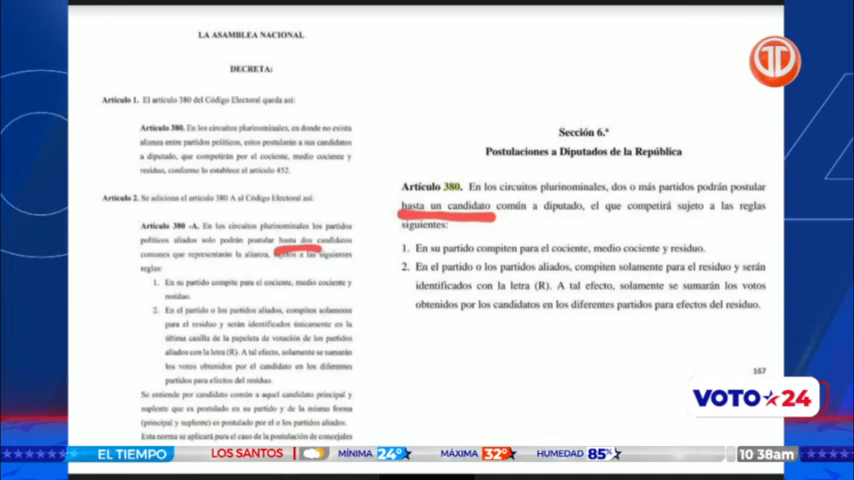 LA ASAMBLEA NACIONAL
DECRETA:
Artículo 1. El artículo 380 del Código Electoral queda así:
Artículo 380. En los circuitos plurinominales, en donde no exista
alianza entre partidos políticos, estos postularán a sus candidatos
a diputado, que competirán por el cociente, medio cociente y
residuo, conforme lo establece el artículo 452.
Artículo 2. Se adiciona el artículo 380 A al Código Electoral así:
Artículo 380 -A. En los circuitos plurinominales los partidos
políticos aliados solo podrán postular hasta dos candidatos
comunes que representarán la alianza, sujetos a las siguientes
reglas:
1. En su partido compite para el cociente, medio cociente y
residuo.
2. En el partido o los partidos aliados, compiten solamente
para el residuo y serán identificados únicamente en la
última casilla de la papeleta de votación de los partidos
aliados con la letra (R). A tal efecto, solamente se sumarán
los votos obtenidos por el candidato en los diferentes
partidos para efectos del residuo.
Se entiende por candidato común a aquel candidato principal y
suplente que es postulado en su partido y de la misma forma
(principal y suplente) es postulado por el o los partidos aliados.
Esta norma se aplicará para el caso de la postulación de concejales
Sección 6.ª
Postulaciones a Diputados de la República
Artículo 380. En los circuitos plurinominales, dos o más partidos podrán postular
hasta un candidato común a diputado, el que competirá sujeto a las reglas
siguientes:
1. En su partido compiten para el cociente, medio cociente y residuo.
2. En el partido o los partidos aliados, compiten solamente para el residuo y serán
identificados con la letra (R). A tal efecto, solamente se sumarán los votos
obtenidos por los candidatos en los diferentes partidos para efectos del residuo.
167
VOTO 24
EL TIEMPO LOS SANTOS MÍNIMA 24° MÁXIMA 32° HUMEDAD 85% 10:38am